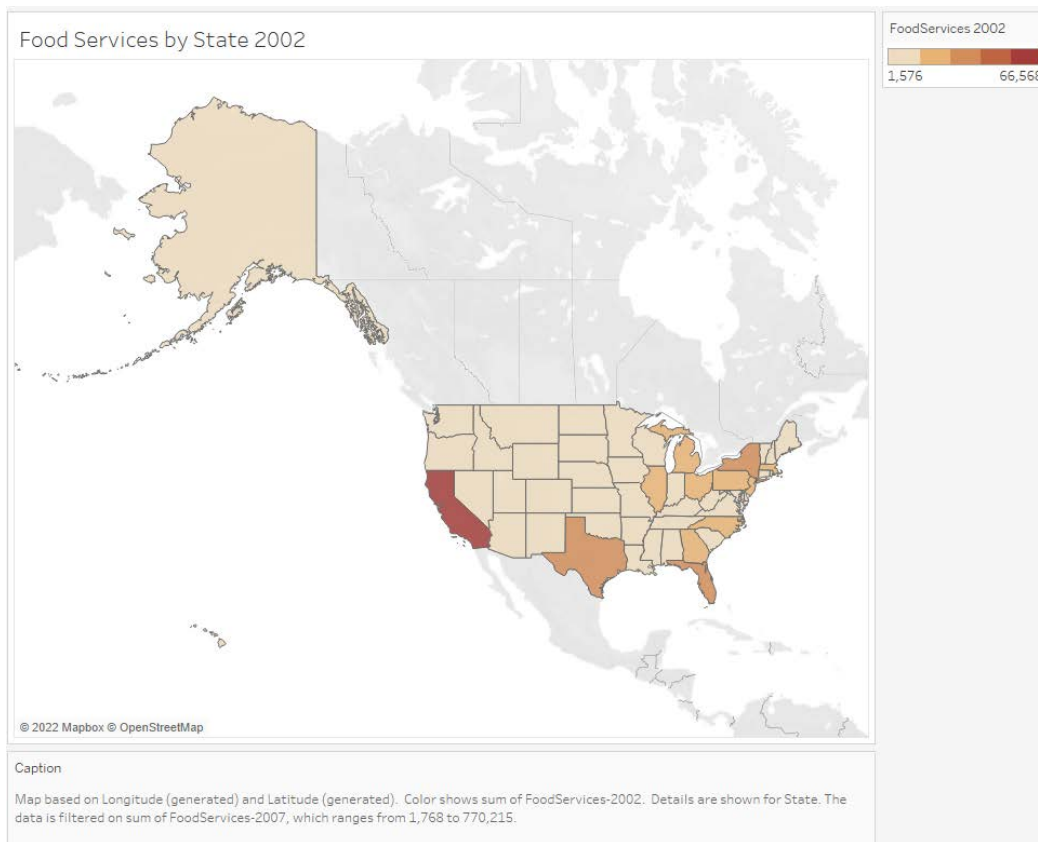 Food Services by State 2002
FoodServices 2002
1,576 66,568
© 2022 Mapbox © OpenStreetMap
Caption
Map based on Longitude (generated) and Latitude (generated). Color shows sum of FoodServices-2002. Details are shown for State. The
data is filtered on sum of FoodServices-2007, which ranges from 1,768 to 770,215.